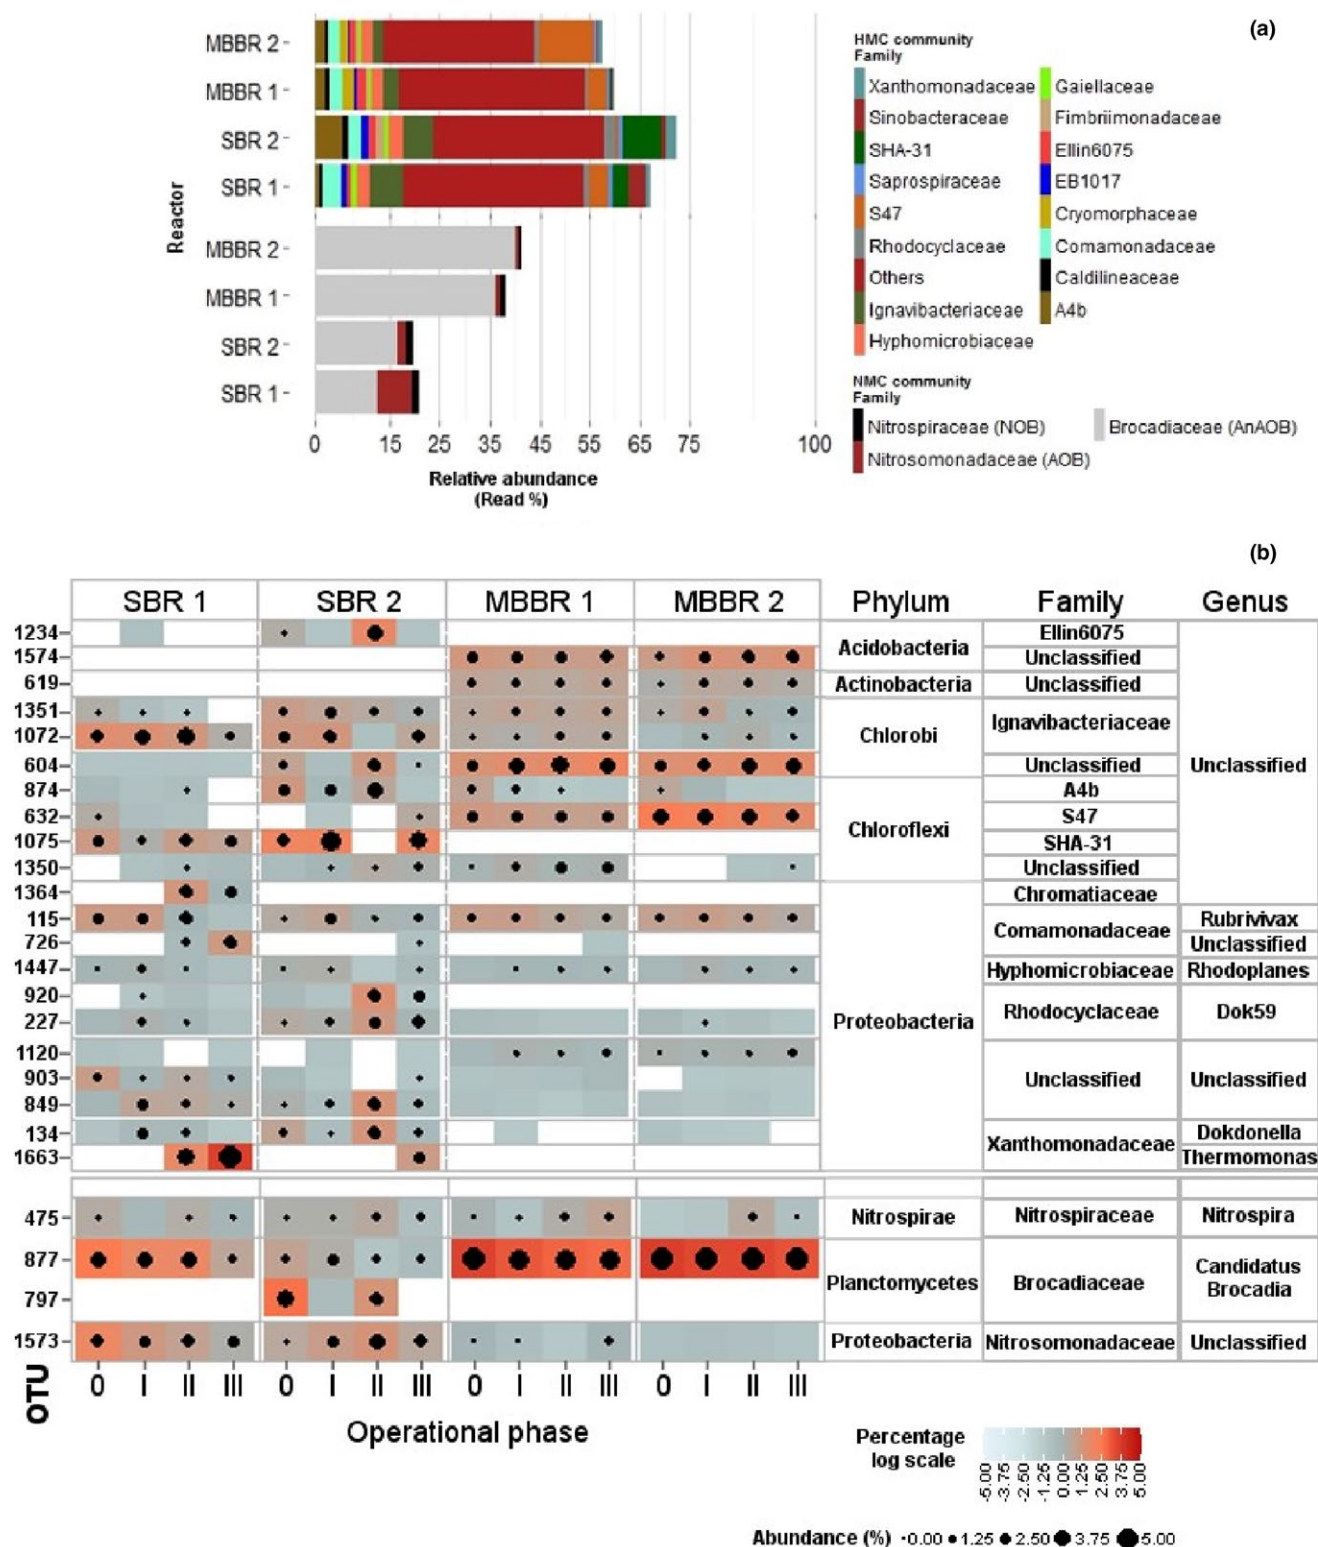 (a)
MBBR 2
MBBR 1
SBR 2
SBR 1
MBBR 2
MBBR 1
SBR 2
SBR 1
Reactor
0 15 25 35 45 55 65 75 100
Relative abundance
(Read %)
HMC community
Family
Xanthomonadaceae Gaiellaceae
Sinobacteraceae Fimbriimonadaceae
SHA-31 Ellin6075
Saprospiraceae EB1017
S47 Cryomorphaceae
Rhodocyclaceae Comamonadaceae
Others Caldilineaceae
Ignavibacteriaceae A4b
Hyphomicrobiaceae
NMC community
Family
Nitrospiraceae (NOB) Brocadiaceae (AnAOB)
Nitrosomonadaceae (AOB)
(b)
SBR 1 SBR 2 MBBR 1 MBBR 2 Phylum Family Genus
1234 Ellin6075
1574 Acidobacteria Unclassified
619 Actinobacteria Unclassified
1351
1072 Chlorobi Ignavibacteriaceae
604 Unclassified Unclassified
874 A4b
632 Chloroflexi S47
1075 SHA-31
1350 Unclassified
1364 Chromatiaceae
115 Comamonadaceae Rubrivivax
726 Unclassified
1447 Hyphomicrobiaceae Rhodoplanes
920
227 Proteobacteria Rhodocyclaceae Dok59
1120
903 Unclassified Unclassified
849
134 Xanthomonadaceae Dokdonella
1663 Thermomonas
475 Nitrospirae Nitrospiraceae Nitrospira
877 Planctomycetes Brocadiaceae Candidatus
Brocadia
797
1573 Proteobacteria Nitrosomonadaceae Unclassified
OTU
0 I II III 0 I II III 0 I II III 0 I II III
Operational phase
Percentage
log scale
-5.00 -3.75 -2.50 -1.25 0.00 1.25 2.50 3.75 5.00
Abundance (%) 0.00 1.25 2.50 3.75 5.00